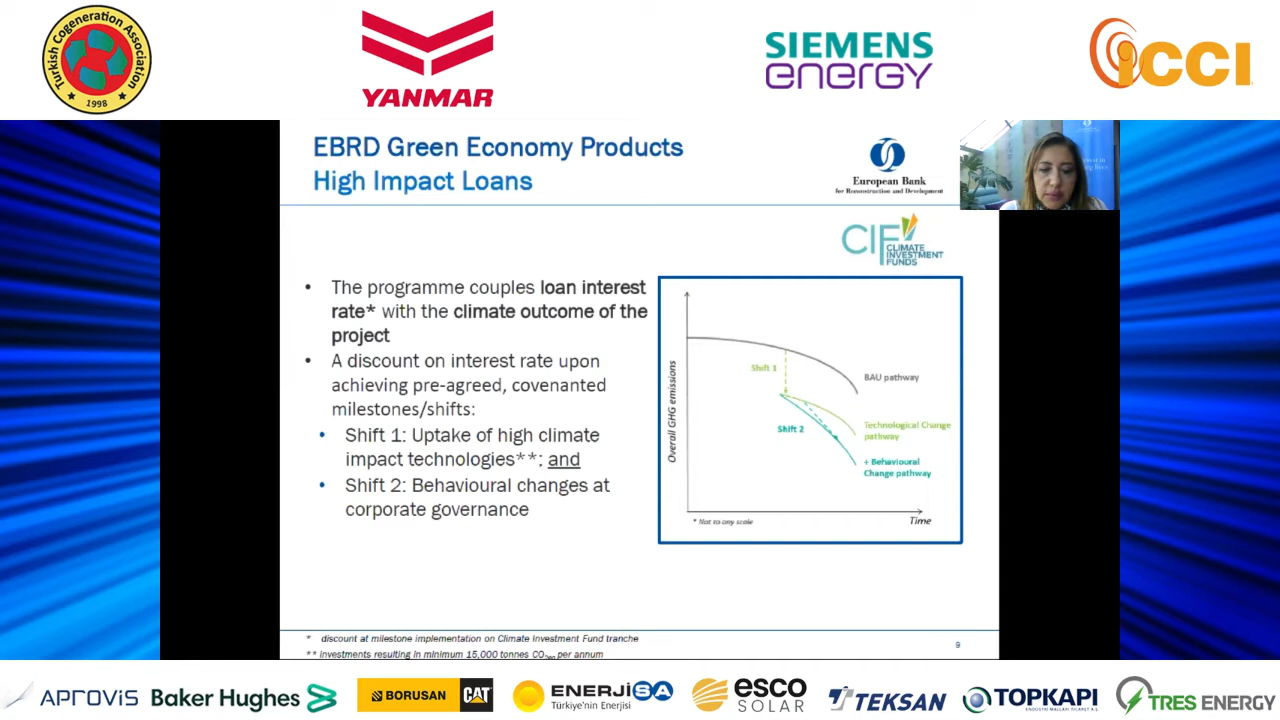 Turkish Cogeneration Association
1998
YANMAR
SIEMENS
energy
iCCI
EBRD Green Economy Products
High Impact Loans
European Bank
for Reconstruction and Development
CIF CLIMATE
INVESTMENT
FUNDS
• The programme couples loan interest
rate* with the climate outcome of the
project
• A discount on interest rate upon
achieving pre-agreed, covenanted
milestones/shifts:
• Shift 1: Uptake of high climate
impact technologies**; and
• Shift 2: Behavioural changes at
corporate governance
Overall GHG emissions
Shift 1
BAU pathway
Shift 2
Technological Change
pathway
+ Behavioural
Change pathway
* Not to any scale
Time
* discount at milestone implementation on Climate Investment Fund tranche
** investments resulting in minimum 15,000 tonnes CO2eq per annum
9
APROVIS
Baker Hughes
BORUSAN CAT
ENERJİSA
Türkiye'nin Enerjisi
esco
SOLAR
TEKSAN
TOPKAPI
ENDÜSTRİ MALLARI TİCARET A.Ş.
TRES ENERGY